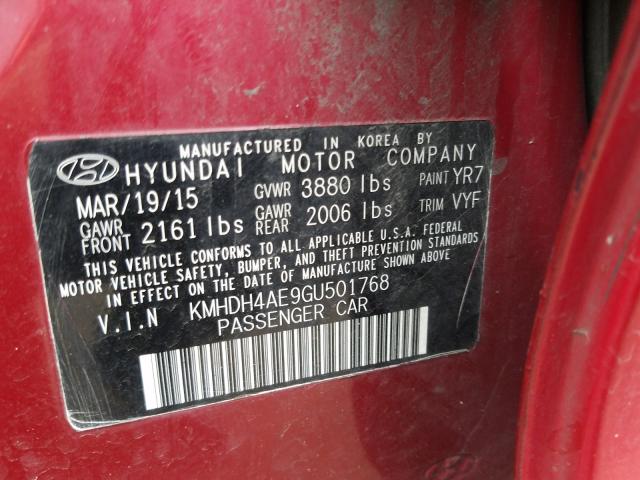 MANUFACTURED IN KOREA BY
HYUNDAI MOTOR COMPANY
MAR/19/15 GVWR 3880 lbs PAINT YR7
GAWR FRONT 2161 lbs GAWR REAR 2006 lbs TRIM VYF
THIS VEHICLE CONFORMS TO ALL APPLICABLE U.S.A. FEDERAL
MOTOR VEHICLE SAFETY, BUMPER, AND THEFT PREVENTION STANDARDS
IN EFFECT ON THE DATE OF MANUFACTURE SHOWN ABOVE
V.I.N KMHDH4AE9GU501768
PASSENGER CAR